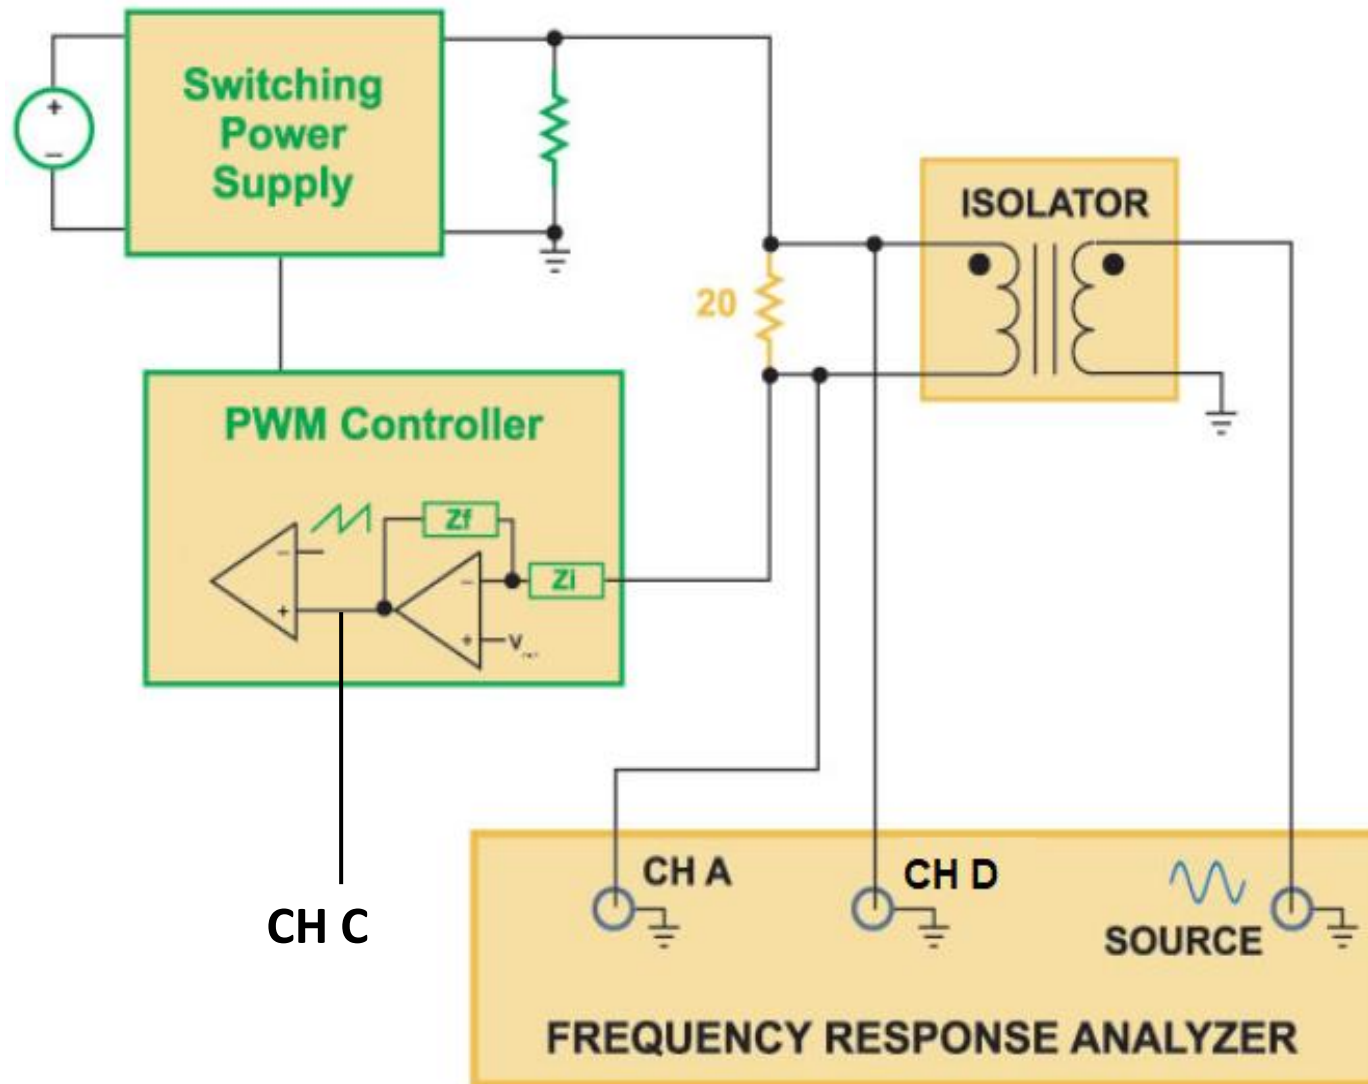 +
−
Switching
Power
Supply
ISOLATOR
20
PWM Controller
Zf
−
−
Zi
+
+
CH A
CH D
CH C
SOURCE
FREQUENCY RESPONSE ANALYZER